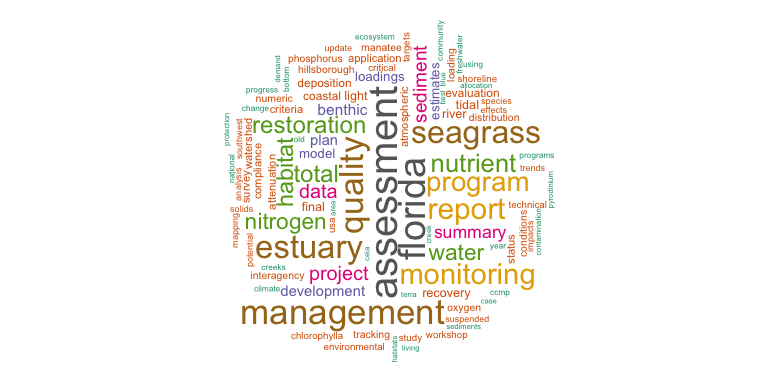 ecosystem
update
manatee
targets
community
freshwater
phosphorus
application
demand
hillsborough
critical
using
bottom
deposition
loadings
sediment
estimates
loading
blue
best
shoreline
allocation
progress
numeric
coastal
light
evaluation
change
criteria
benthic
atmospheric
tidal
species
river
effects
distribution
protection
southwest
watershed
restoration
old
plan
quality
assessment
seagrass
national
analysis
survey
compliance
attenuation
habitat
model
total
florida
nutrient
programs
trends
pyrodinium
data
program
solids
final
area
usa
report
technical
mapping
nitrogen
creek
summary
conditions
impacts
contamination
potential
estuary
ceia
water
year
status
creeks
interagency
project
monitoring
climate
development
terra
recovery
ccmp
case
management
oxygen
suspended
sediments
chlorophylla
tracking
study
workshop
environmental
habitats
living